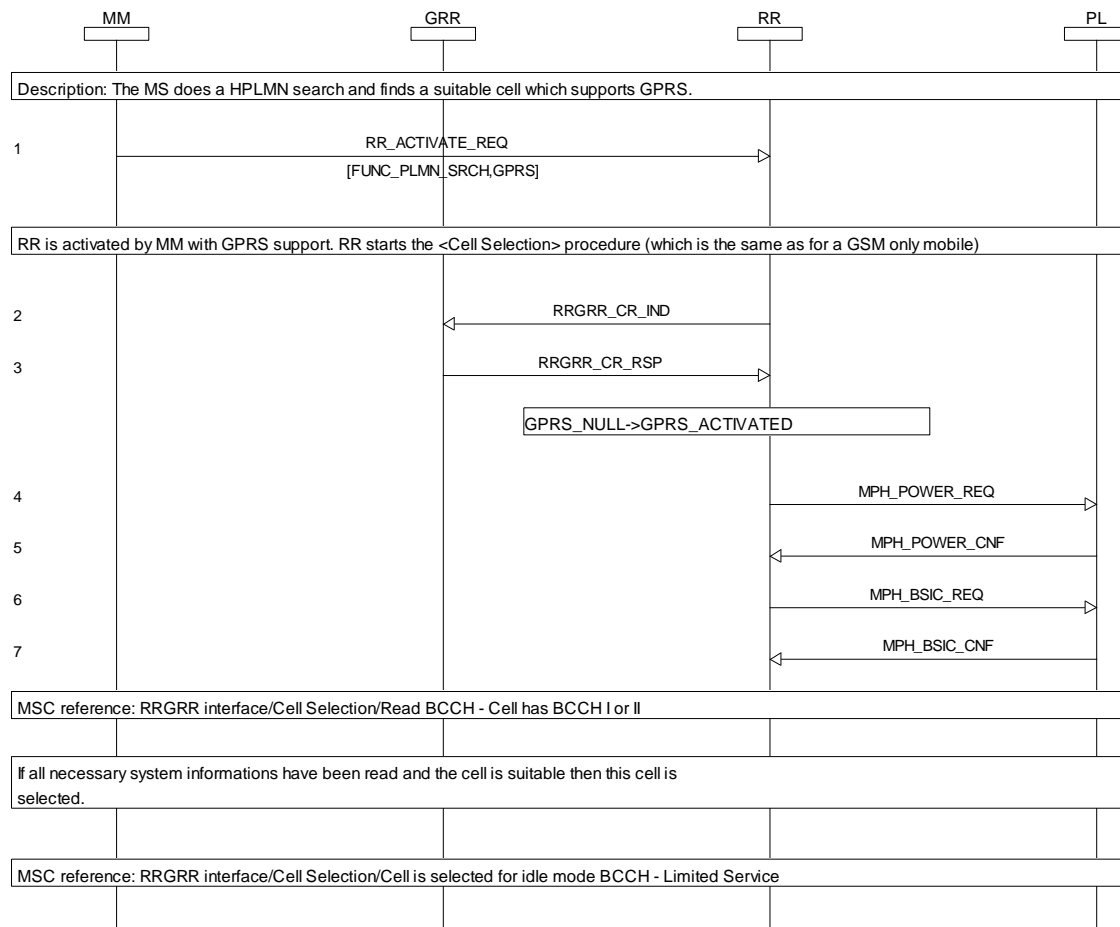 MM GRR RR PL
Description: The MS does a HPLMN search and finds a suitable cell which supports GPRS.
1 RR_ACTIVATE_REQ
[FUNC_PLMN_SRCH,GPRS]
RR is activated by MM with GPRS support. RR starts the <Cell Selection> procedure (which is the same as for a GSM only mobile)
2 RRGRR_CR_IND
3 RRGRR_CR_RSP
GPRS_NULL->GPRS_ACTIVATED
4 MPH_POWER_REQ
5 MPH_POWER_CNF
6 MPH_BSIC_REQ
7 MPH_BSIC_CNF
MSC reference: RRGRR interface/Cell Selection/Read BCCH - Cell has BCCH I or II
If all necessary system informations have been read and the cell is suitable then this cell is
selected.
MSC reference: RRGRR interface/Cell Selection/Cell is selected for idle mode BCCH - Limited Service